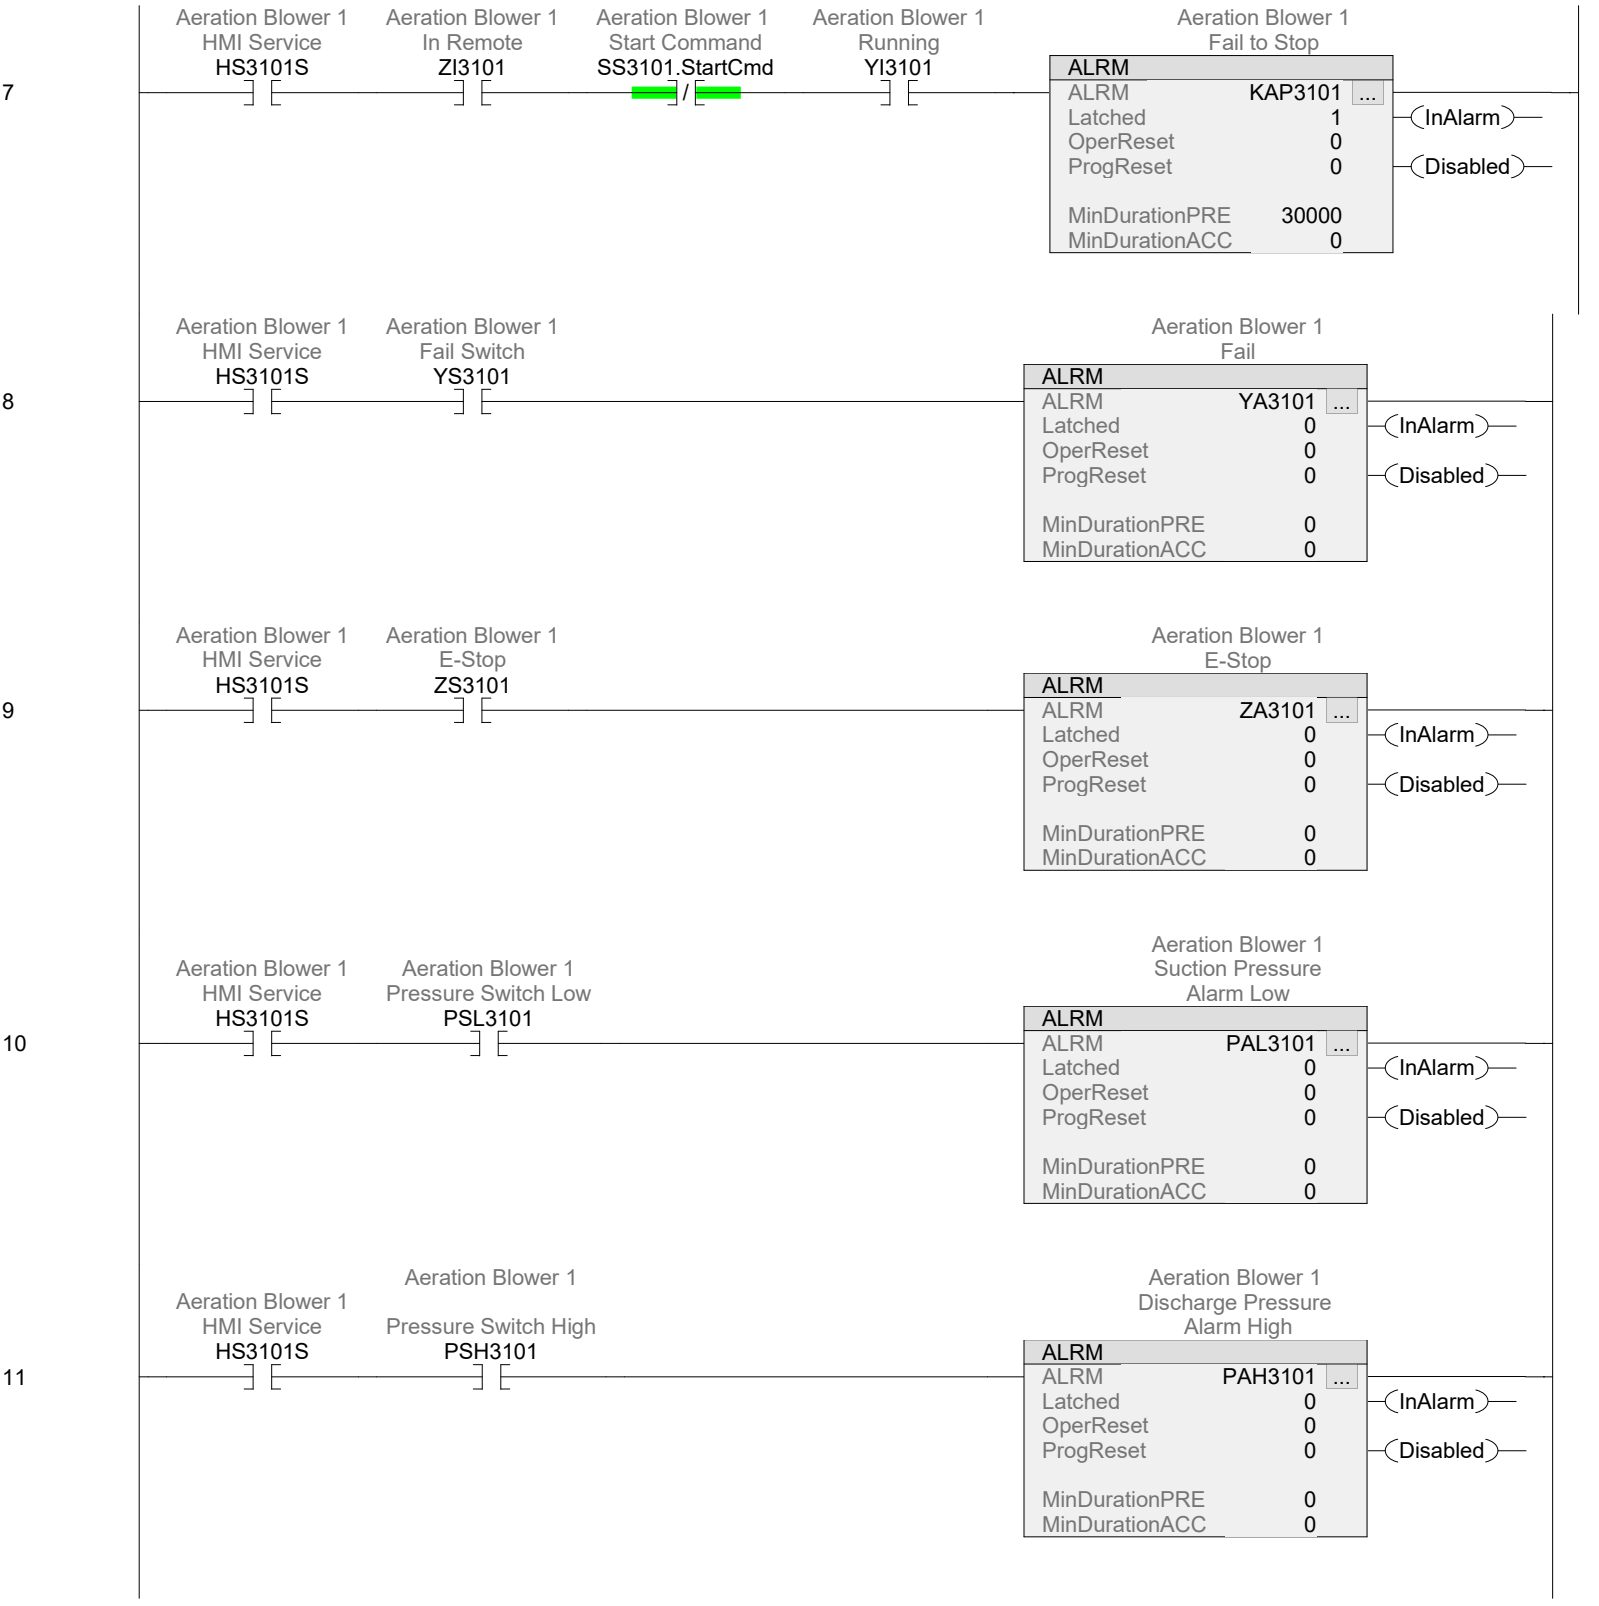 Aeration Blower 1 Aeration Blower 1 Aeration Blower 1 Aeration Blower 1 Aeration Blower 1
HMI Service In Remote Start Command Running Fail to Stop
HS3101S ZI3101 SS3101.StartCmd YI3101 ALRM
7 / ALRM KAP3101 ...
Latched 1 InAlarm
OperReset 0
ProgReset 0 Disabled
MinDurationPRE 30000
MinDurationACC 0
Aeration Blower 1 Aeration Blower 1 Aeration Blower 1
HMI Service Fail Switch Fail
HS3101S YS3101 ALRM
8 ALRM YA3101 ...
Latched 0 InAlarm
OperReset 0
ProgReset 0 Disabled
MinDurationPRE 0
MinDurationACC 0
Aeration Blower 1 Aeration Blower 1 Aeration Blower 1
HMI Service E-Stop E-Stop
HS3101S ZS3101 ALRM
9 ALRM ZA3101 ...
Latched 0 InAlarm
OperReset 0
ProgReset 0 Disabled
MinDurationPRE 0
MinDurationACC 0
Aeration Blower 1
Aeration Blower 1 Aeration Blower 1 Suction Pressure
HMI Service Pressure Switch Low Alarm Low
HS3101S PSL3101 ALRM
10 ALRM PAL3101 ...
Latched 0 InAlarm
OperReset 0
ProgReset 0 Disabled
MinDurationPRE 0
MinDurationACC 0
Aeration Blower 1 Aeration Blower 1
Aeration Blower 1 Discharge Pressure
HMI Service Pressure Switch High Alarm High
HS3101S PSH3101 ALRM
11 ALRM PAH3101 ...
Latched 0 InAlarm
OperReset 0
ProgReset 0 Disabled
MinDurationPRE 0
MinDurationACC 0